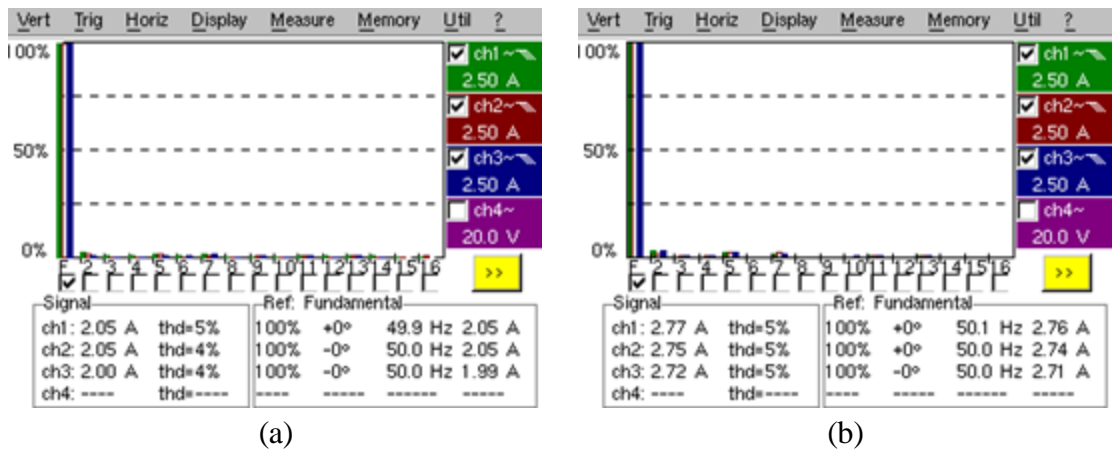 Vert Trig Horiz Display Measure Memory Util ?
100%
50%
0%
ch1 ~
2.50 A
ch2~
2.50 A
ch3~
2.50 A
ch4~
20.0 V
F 2 3 4 5 6 7 8 9 10 11 12 13 14 15 16
>>
Signal
ch1: 2.05 A thd=5%
ch2: 2.05 A thd=4%
ch3: 2.00 A thd=4%
ch4: ---- thd=----
Ref: Fundamental
100% +0° 49.9 Hz 2.05 A
100% -0° 50.0 Hz 2.05 A
100% -0° 50.0 Hz 1.99 A
---- ----- ------ -----
(a)
Vert Trig Horiz Display Measure Memory Util ?
100%
50%
0%
ch1 ~
2.50 A
ch2~
2.50 A
ch3~
2.50 A
ch4~
20.0 V
F 2 3 4 5 6 7 8 9 10 11 12 13 14 15 16
>>
Signal
ch1: 2.77 A thd=5%
ch2: 2.75 A thd=5%
ch3: 2.72 A thd=5%
ch4: ---- thd=----
Ref: Fundamental
100% +0° 50.1 Hz 2.76 A
100% +0° 50.0 Hz 2.74 A
100% -0° 50.0 Hz 2.71 A
---- ----- ------ -----
(b)